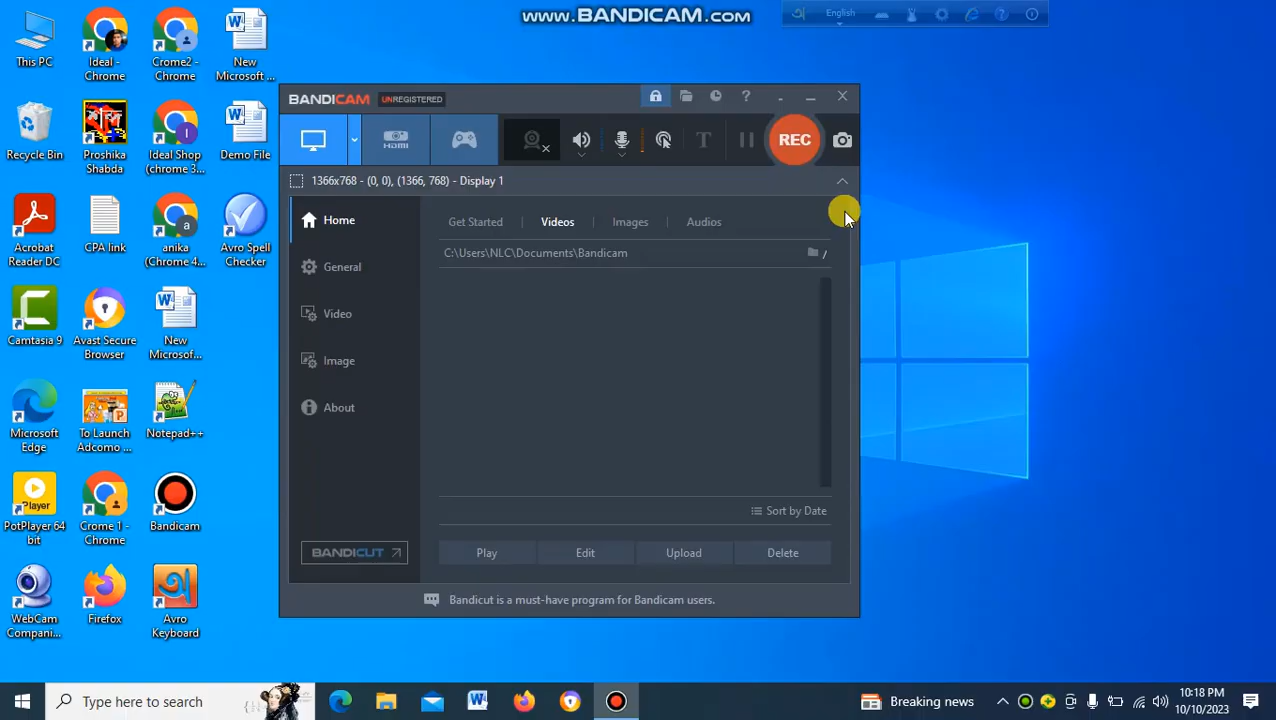 www.BANDICAM.com
English
This PC
Ideal -
Chrome
Crome2 -
Chrome
New
Microsoft ...
Recycle Bin
Proshika
Shabda
Ideal Shop
(chrome 3...
Demo File
Acrobat
Reader DC
CPA link
anika
(Chrome 4...
Avro Spell
Checker
Camtasia 9
Avast Secure
Browser
New
Microsof...
Microsoft
Edge
To Launch
Adcomo ...
Notepad++
Player
PotPlayer 64
bit
Crome 1 -
Chrome
Bandicam
WebCam
Compani...
Firefox
Avro
Keyboard
BANDICAM UNREGISTERED
HDMI
T
REC
1366x768 - (0, 0), (1366, 768) - Display 1
Home
General
Video
Image
About
BANDICUT
Get Started
Videos
Images
Audios
C:\Users\NLC\Documents\Bandicam
Sort by Date
Play
Edit
Upload
Delete
Bandicut is a must-have program for Bandicam users.
Type here to search
Breaking news
10:18 PM
10/10/2023